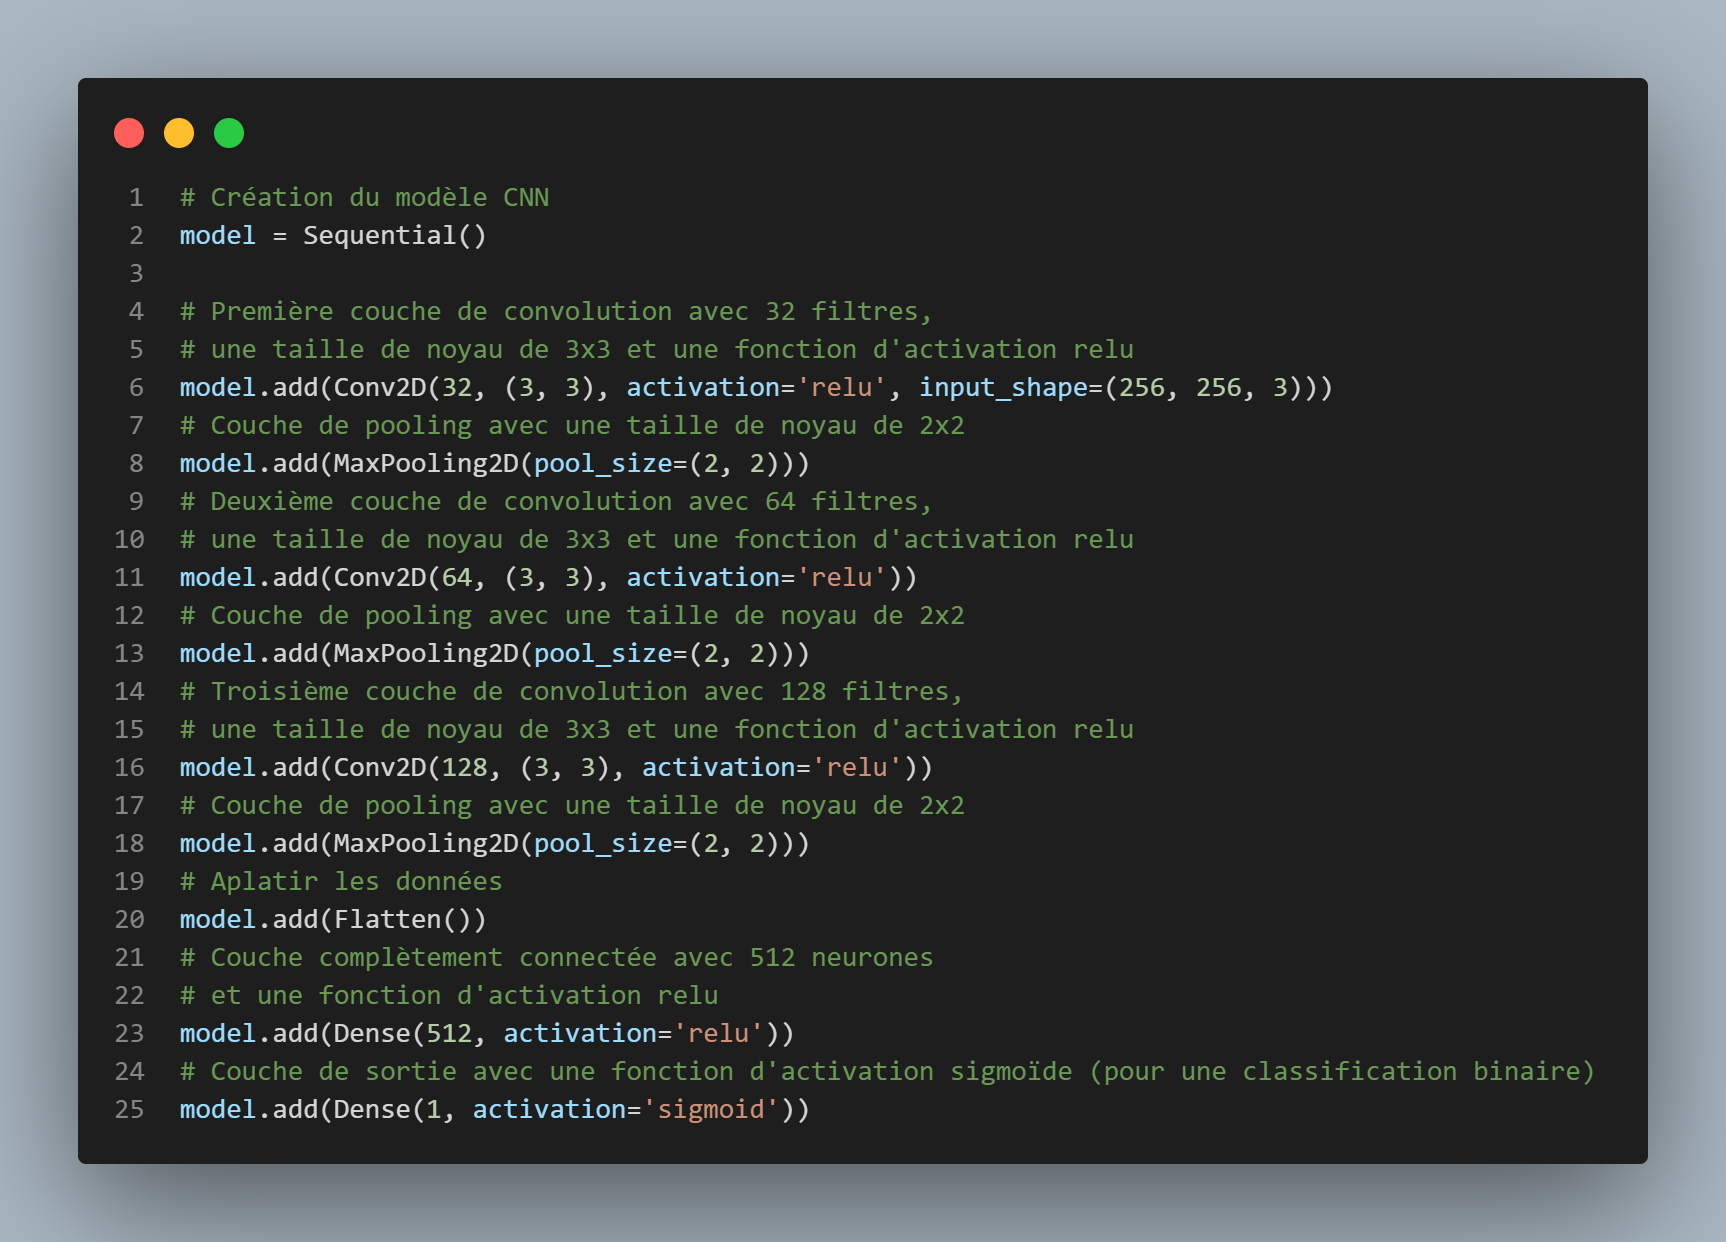 1 # Création du modèle CNN
2 model = Sequential()
3
4 # Première couche de convolution avec 32 filtres,
5 # une taille de noyau de 3x3 et une fonction d'activation relu
6 model.add(Conv2D(32, (3, 3), activation='relu', input_shape=(256, 256, 3)))
7 # Couche de pooling avec une taille de noyau de 2x2
8 model.add(MaxPooling2D(pool_size=(2, 2)))
9 # Deuxième couche de convolution avec 64 filtres,
10 # une taille de noyau de 3x3 et une fonction d'activation relu
11 model.add(Conv2D(64, (3, 3), activation='relu'))
12 # Couche de pooling avec une taille de noyau de 2x2
13 model.add(MaxPooling2D(pool_size=(2, 2)))
14 # Troisième couche de convolution avec 128 filtres,
15 # une taille de noyau de 3x3 et une fonction d'activation relu
16 model.add(Conv2D(128, (3, 3), activation='relu'))
17 # Couche de pooling avec une taille de noyau de 2x2
18 model.add(MaxPooling2D(pool_size=(2, 2)))
19 # Aplatir les données
20 model.add(Flatten())
21 # Couche complètement connectée avec 512 neurones
22 # et une fonction d'activation relu
23 model.add(Dense(512, activation='relu'))
24 # Couche de sortie avec une fonction d'activation sigmoïde (pour une classification binaire)
25 model.add(Dense(1, activation='sigmoid'))